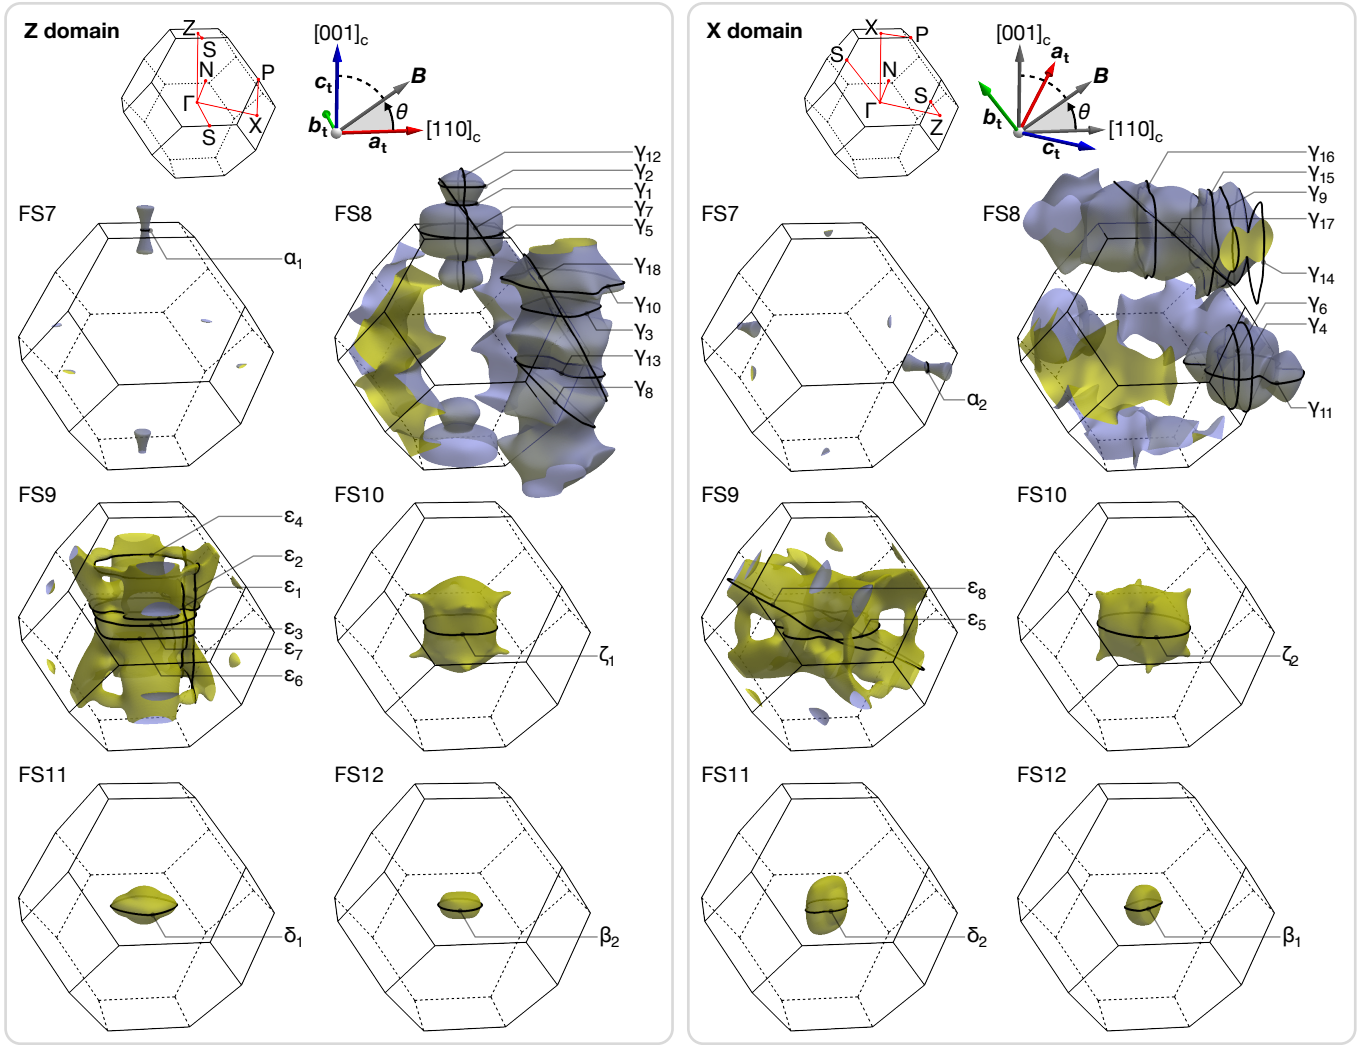 Z domain
Z
S
N
P
Γ
X
S
[001]c
ct
B
θ
bt
at
[110]c
FS7
α1
FS8
γ12
γ2
γ1
γ7
γ5
γ18
γ10
γ3
γ13
γ8
FS9
ε4
ε2
ε1
ε3
ε7
ε6
FS10
ζ1
FS11
δ1
FS12
β2
X domain
X
P
S
N
Γ
S
Z
[001]c
at
B
θ
bt
[110]c
ct
FS7
α2
FS8
γ16
γ15
γ9
γ17
γ14
γ6
γ4
γ11
FS9
ε8
ε5
FS10
ζ2
FS11
δ2
FS12
β1